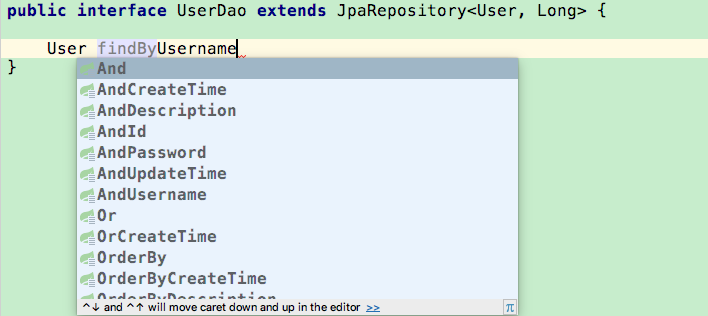 public interface UserDao extends JpaRepository<User, Long> {
User findByUsername
}
And
AndCreateTime
AndDescription
AndId
AndPassword
AndUpdateTime
AndUsername
Or
OrCreateTime
OrderBy
OrderByCreateTime
OrderByDescription
^↓ and ^↑ will move caret down and up in the editor >> π